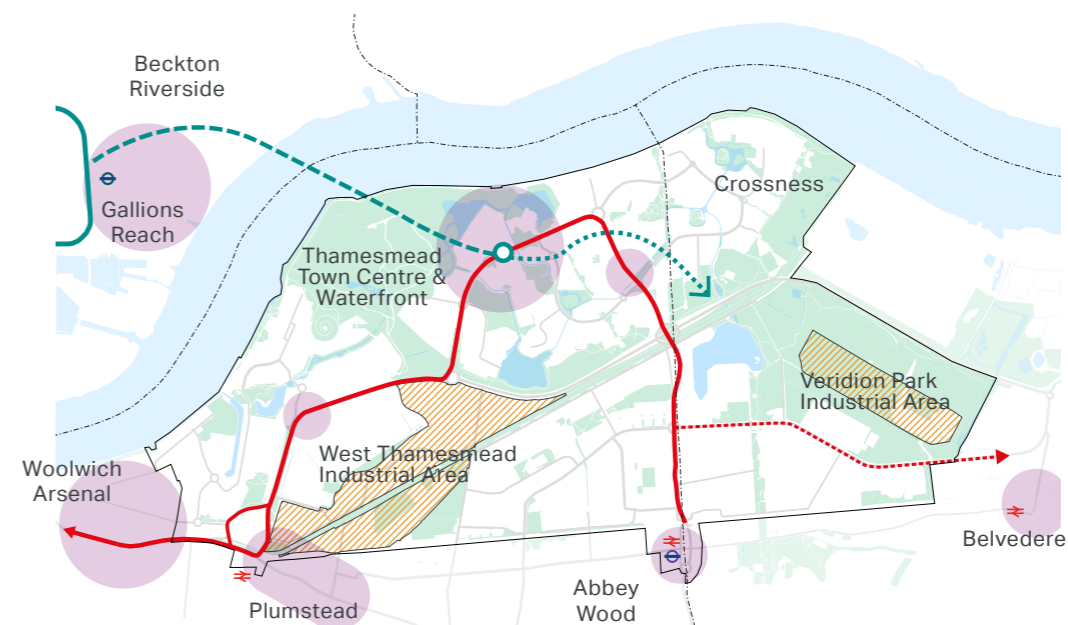 Beckton
Riverside
Gallions
Reach
Crossness
Thamesmead
Town Centre &
Waterfront
Veridion Park
Industrial Area
West Thamesmead
Industrial Area
Woolwich
Arsenal
Belvedere
Abbey
Wood
Plumstead